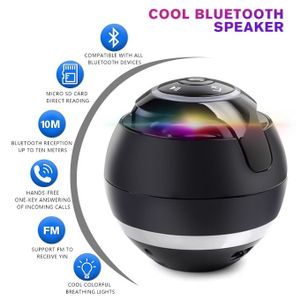 COOL BLUETOOTH
SPEAKER
COMPATIBLE WITH ALL
BLUETOOTH DEVICES
MICRO SD CARD
DIRECT READING
10M
BLUETOOTH RECEPTION
UP TO TEN METERS
HANDS-FREE
ONE-KEY ANSWERING
OF INCOMING CALLS
FM
SUPPORT FM TO
RECEIVE YIN
COOL COLORFUL
BREATHING LIGHTS